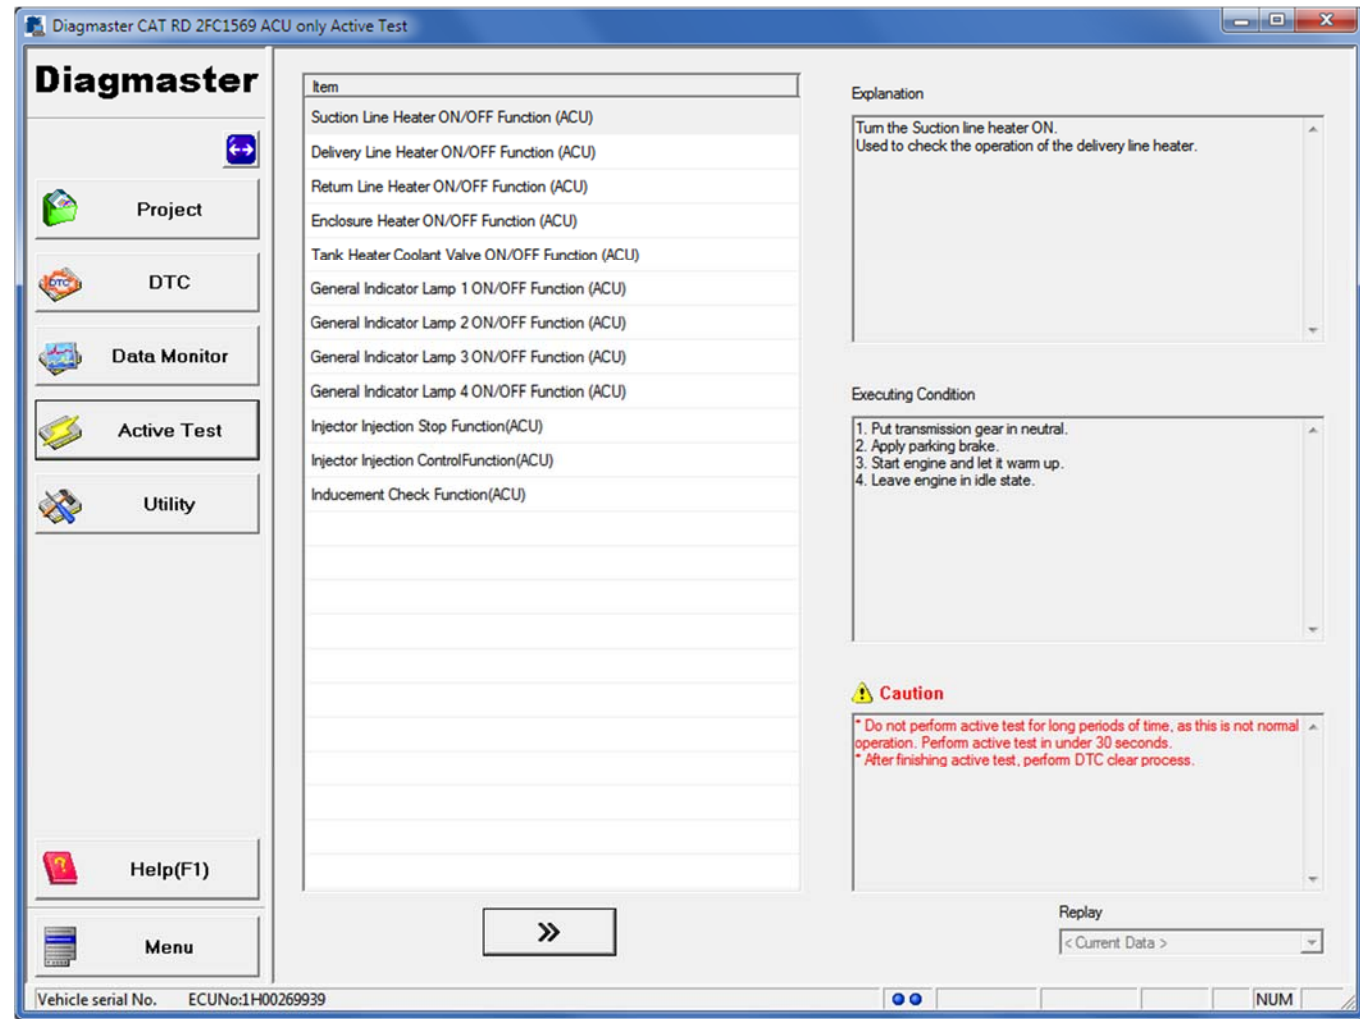 Diagmaster CAT RD 2FC1569 ACU only Active Test
Diagmaster
Project
DTC
DTC
Data Monitor
Active Test
Utility
Help(F1)
Menu
Item
Suction Line Heater ON/OFF Function (ACU)
Delivery Line Heater ON/OFF Function (ACU)
Return Line Heater ON/OFF Function (ACU)
Enclosure Heater ON/OFF Function (ACU)
Tank Heater Coolant Valve ON/OFF Function (ACU)
General Indicator Lamp 1 ON/OFF Function (ACU)
General Indicator Lamp 2 ON/OFF Function (ACU)
General Indicator Lamp 3 ON/OFF Function (ACU)
General Indicator Lamp 4 ON/OFF Function (ACU)
Injector Injection Stop Function(ACU)
Injector Injection ControlFunction(ACU)
Inducement Check Function(ACU)
»
Explanation
Turn the Suction line heater ON.
Used to check the operation of the delivery line heater.
Executing Condition
1. Put transmission gear in neutral.
2. Apply parking brake.
3. Start engine and let it warm up.
4. Leave engine in idle state.
Caution
* Do not perform active test for long periods of time, as this is not normal
operation. Perform active test in under 30 seconds.
* After finishing active test, perform DTC clear process.
Replay
< Current Data >
Vehicle serial No. ECUNo:1H00269939
NUM